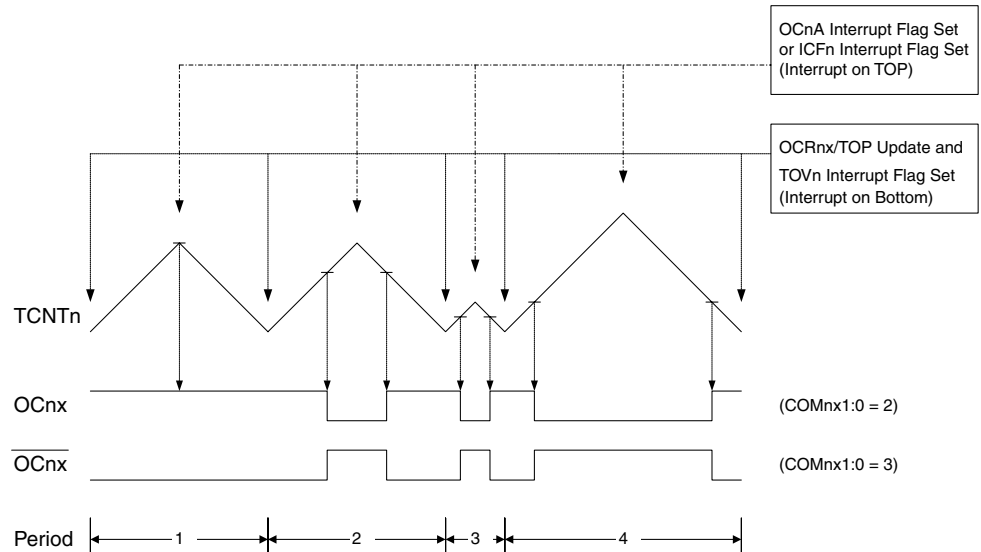 OCnA Interrupt Flag Set
or ICFn Interrupt Flag Set
(Interrupt on TOP)
OCRnx/TOP Update and
TOVn Interrupt Flag Set
(Interrupt on Bottom)
TCNTn
OCnx
(COMnx1:0 = 2)
OCnx
(COMnx1:0 = 3)
Period
1
2
3
4